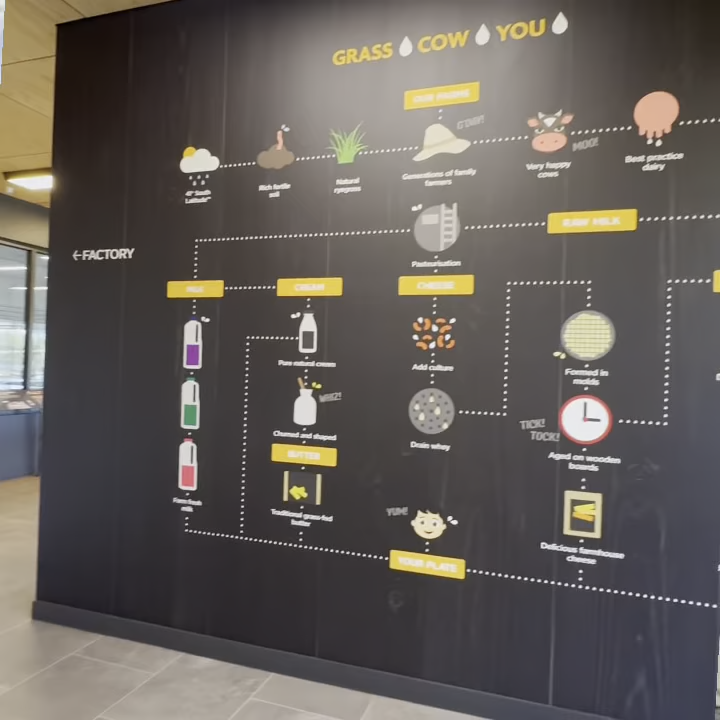 GRASS COW YOU
OUR FARMS
G'DAY!
MOO!
41° South
Latitude
Rich fertile
soil
Natural
ryegrass
Generations of family
farmers
Very happy
cows
Best practice
dairy
RAW MILK
← FACTORY
Pasteurisation
MILK
CREAM
CHEESE
Pure natural cream
Add culture
Formed in
molds
WHIZ!
Churned and shaped
Drain whey
TICK!
TOCK!
Aged on wooden
boards
BUTTER
Farm fresh
milk
Traditional grass-fed
butter
YUM!
Delicious farmhouse
cheese
YOUR PLATE